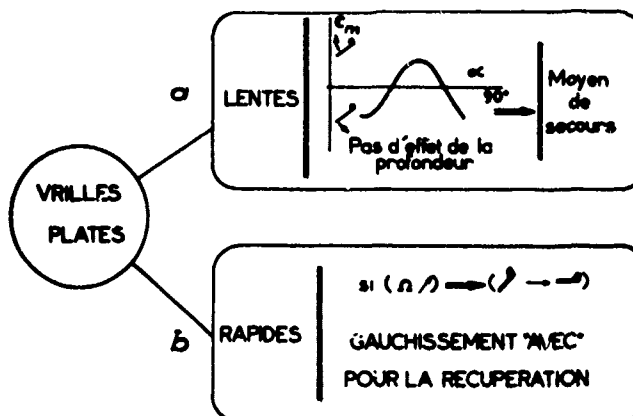 VRILLES
PLATES
a
LENTES
Cm
α
90°
Pas d'effet de la
profondeur
Moyen
de
secours
b
RAPIDES
SI (Ω
GAUCHISSEMENT "AVEC"
POUR LA RECUPERATION